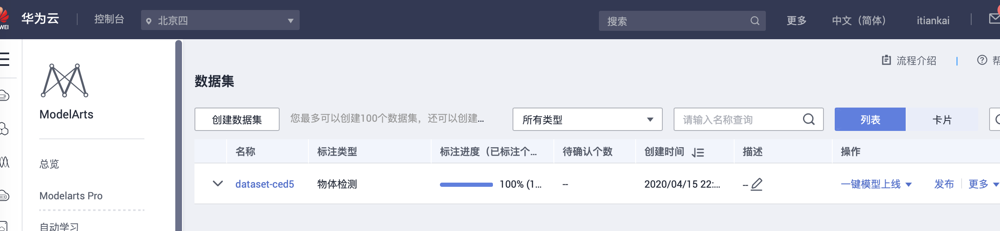 WEI 华为云 控制台 北京四 搜索 更多 中文（简体） itiankai
流程介绍
ModelArts
总览
Modelarts Pro
自动学习
数据集
创建数据集 您最多可以创建100个数据集，还可以创建... 所有类型 请输入名称查询 列表 卡片
名称 标注类型 标注进度（已标注个... 待确认个数 创建时间 描述 操作
dataset-ced5 物体检测 100% (1... -- 2020/04/15 22:... -- 一键模型上线 发布 更多